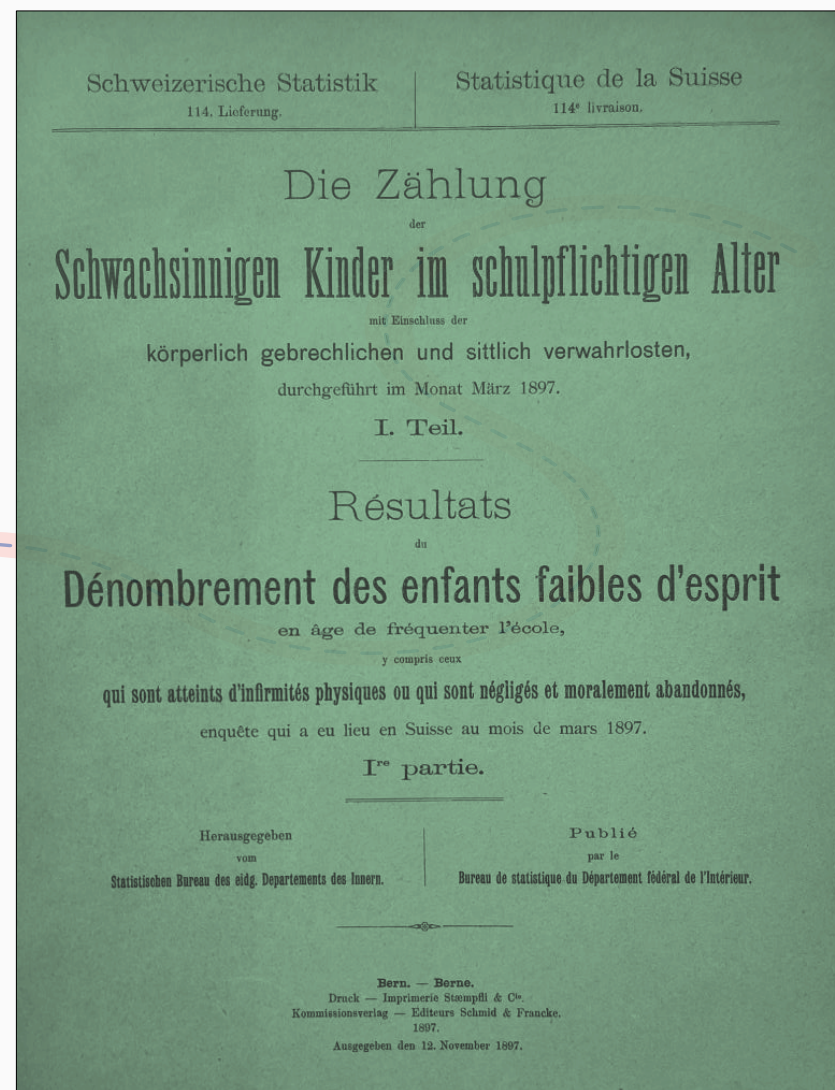 Schweizerische Statistik
114. Lieferung.
Statistique de la Suisse
114e livraison.
Die Zählung
der
Schwachsinnigen Kinder im schulpflichtigen Alter
mit Einschluss der
körperlich gebrechlichen und sittlich verwahrlosten,
durchgeführt im Monat März 1897.
I. Teil.
Résultats
du
Dénombrement des enfants faibles d'esprit
en âge de fréquenter l'école,
y compris ceux
qui sont atteints d'infirmités physiques ou qui sont négligés et moralement abandonnés,
enquête qui a eu lieu en Suisse au mois de mars 1897.
Ire partie.
Herausgegeben
vom
Statistischen Bureau des eidg. Departements des Innern.
Publié
par le
Bureau de statistique du Département fédéral de l'Intérieur.
Bern. — Berne.
Druck — Imprimerie Stæmpfli & Cie.
Kommissionsverlag — Editeurs Schmid & Francke.
1897.
Ausgegeben den 12. November 1897.